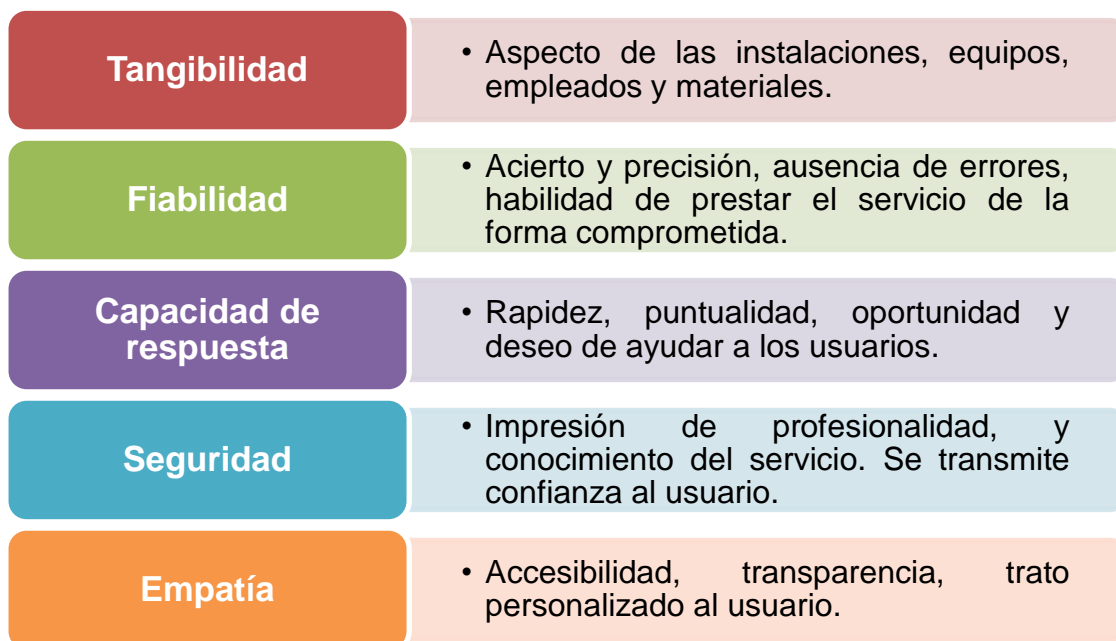 Tangibilidad
• Aspecto de las instalaciones, equipos,
empleados y materiales.
Fiabilidad
• Acierto y precisión, ausencia de errores,
habilidad de prestar el servicio de la
forma comprometida.
Capacidad de
respuesta
• Rapidez, puntualidad, oportunidad y
deseo de ayudar a los usuarios.
Seguridad
• Impresión de profesionalidad, y
conocimiento del servicio. Se transmite
confianza al usuario.
Empatía
• Accesibilidad, transparencia, trato
personalizado al usuario.